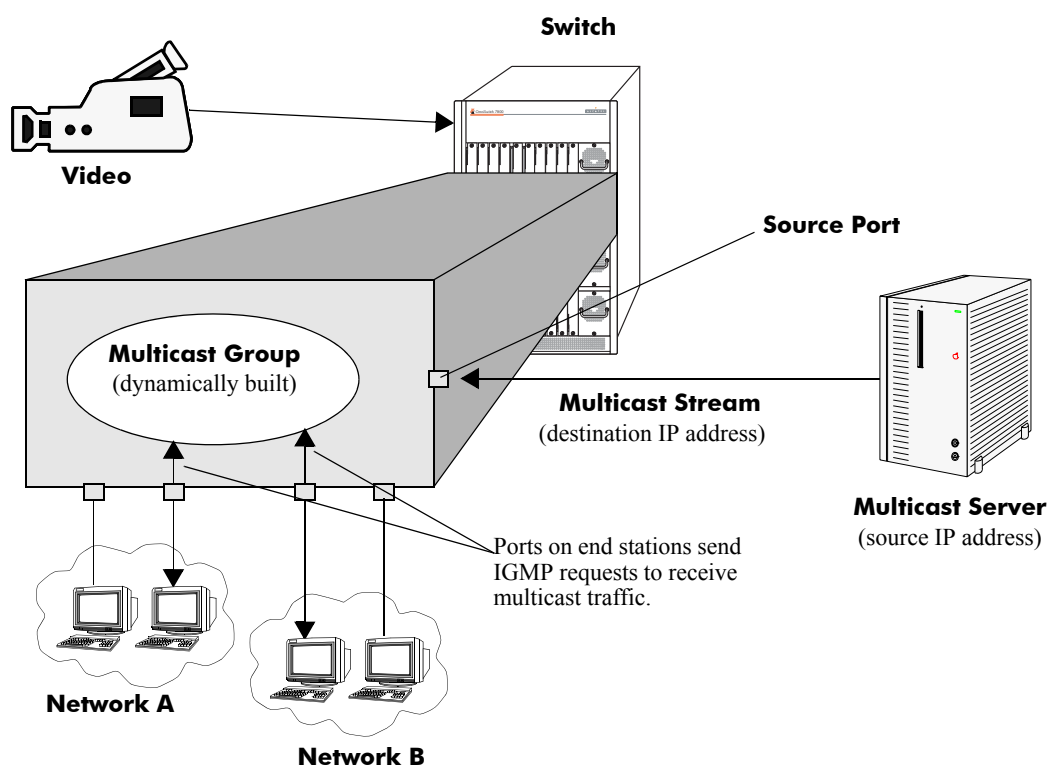 Switch
Video
Source Port
Multicast Group
(dynamically built)
Multicast Stream
(destination IP address)
Multicast Server
(source IP address)
Ports on end stations send
IGMP requests to receive
multicast traffic.
Network A
Network B